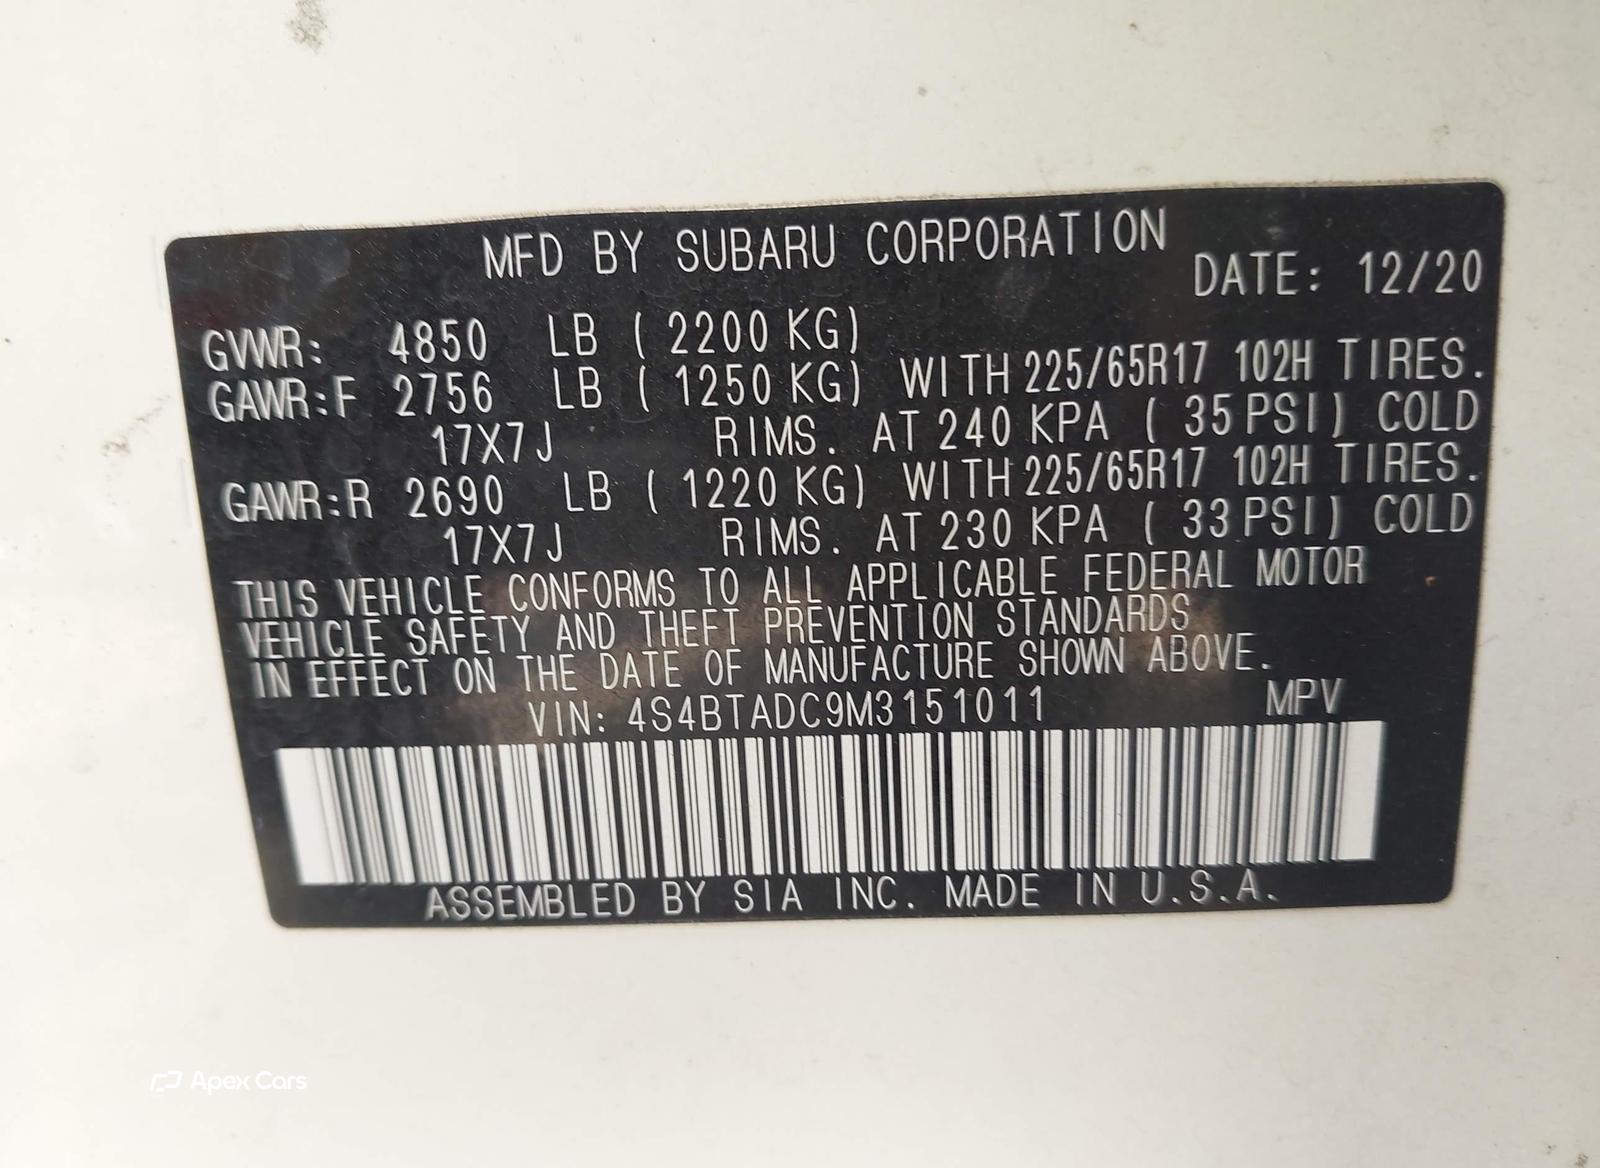 MFD BY SUBARU CORPORATION
DATE: 12/20
GVWR: 4850 LB ( 2200 KG)
GAWR:F 2756 LB ( 1250 KG) WITH 225/65R17 102H TIRES.
17X7J RIMS. AT 240 KPA ( 35 PSI) COLD
GAWR:R 2690 LB ( 1220 KG) WITH 225/65R17 102H TIRES.
17X7J RIMS. AT 230 KPA ( 33 PSI) COLD
THIS VEHICLE CONFORMS TO ALL APPLICABLE FEDERAL MOTOR
VEHICLE SAFETY AND THEFT PREVENTION STANDARDS
IN EFFECT ON THE DATE OF MANUFACTURE SHOWN ABOVE.
VIN: 4S4BTADC9M3151011 MPV
ASSEMBLED BY SIA INC. MADE IN U.S.A.
Apex Cars